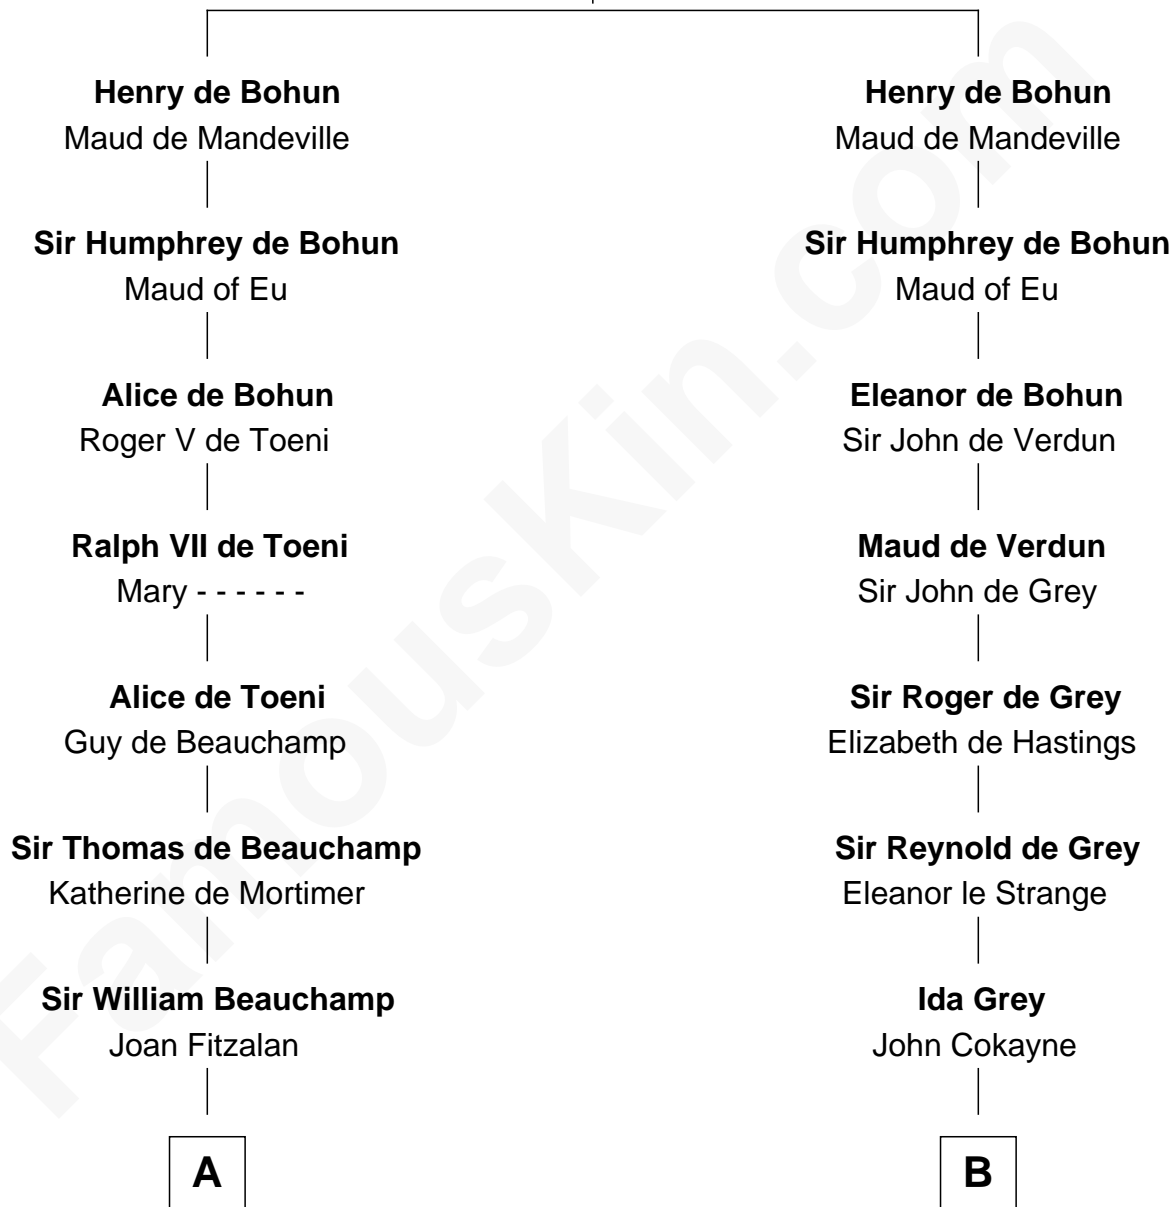 Henry de Bohun
Maud de Mandeville
Sir Humphrey de Bohun
Maud of Eu
Alice de Bohun
Roger V de Toeni
Ralph VII de Toeni
Mary - - - - - -
Alice de Toeni
Guy de Beauchamp
Sir Thomas de Beauchamp
Katherine de Mortimer
Sir William Beauchamp
Joan Fitzalan
A
Henry de Bohun
Maud de Mandeville
Sir Humphrey de Bohun
Maud of Eu
Eleanor de Bohun
Sir John de Verdun
Maud de Verdun
Sir John de Grey
Sir Roger de Grey
Elizabeth de Hastings
Sir Reynold de Grey
Eleanor le Strange
Ida Grey
John Cokayne
B
FamousKin.com